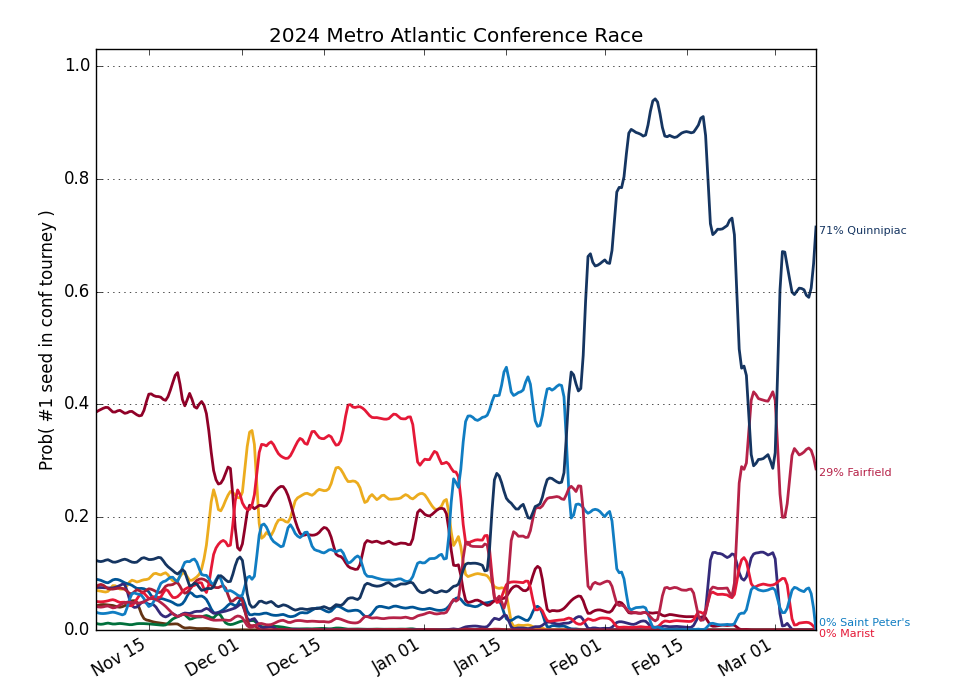 2024 Metro Atlantic Conference Race
Prob( #1 seed in conf tourney )
1.0
0.8
0.6
0.4
0.2
0.0
71% Quinnipiac
29% Fairfield
0% Saint Peter's
0% Marist
Nov 15
Dec 01
Dec 15
Jan 01
Jan 15
Feb 01
Feb 15
Mar 01